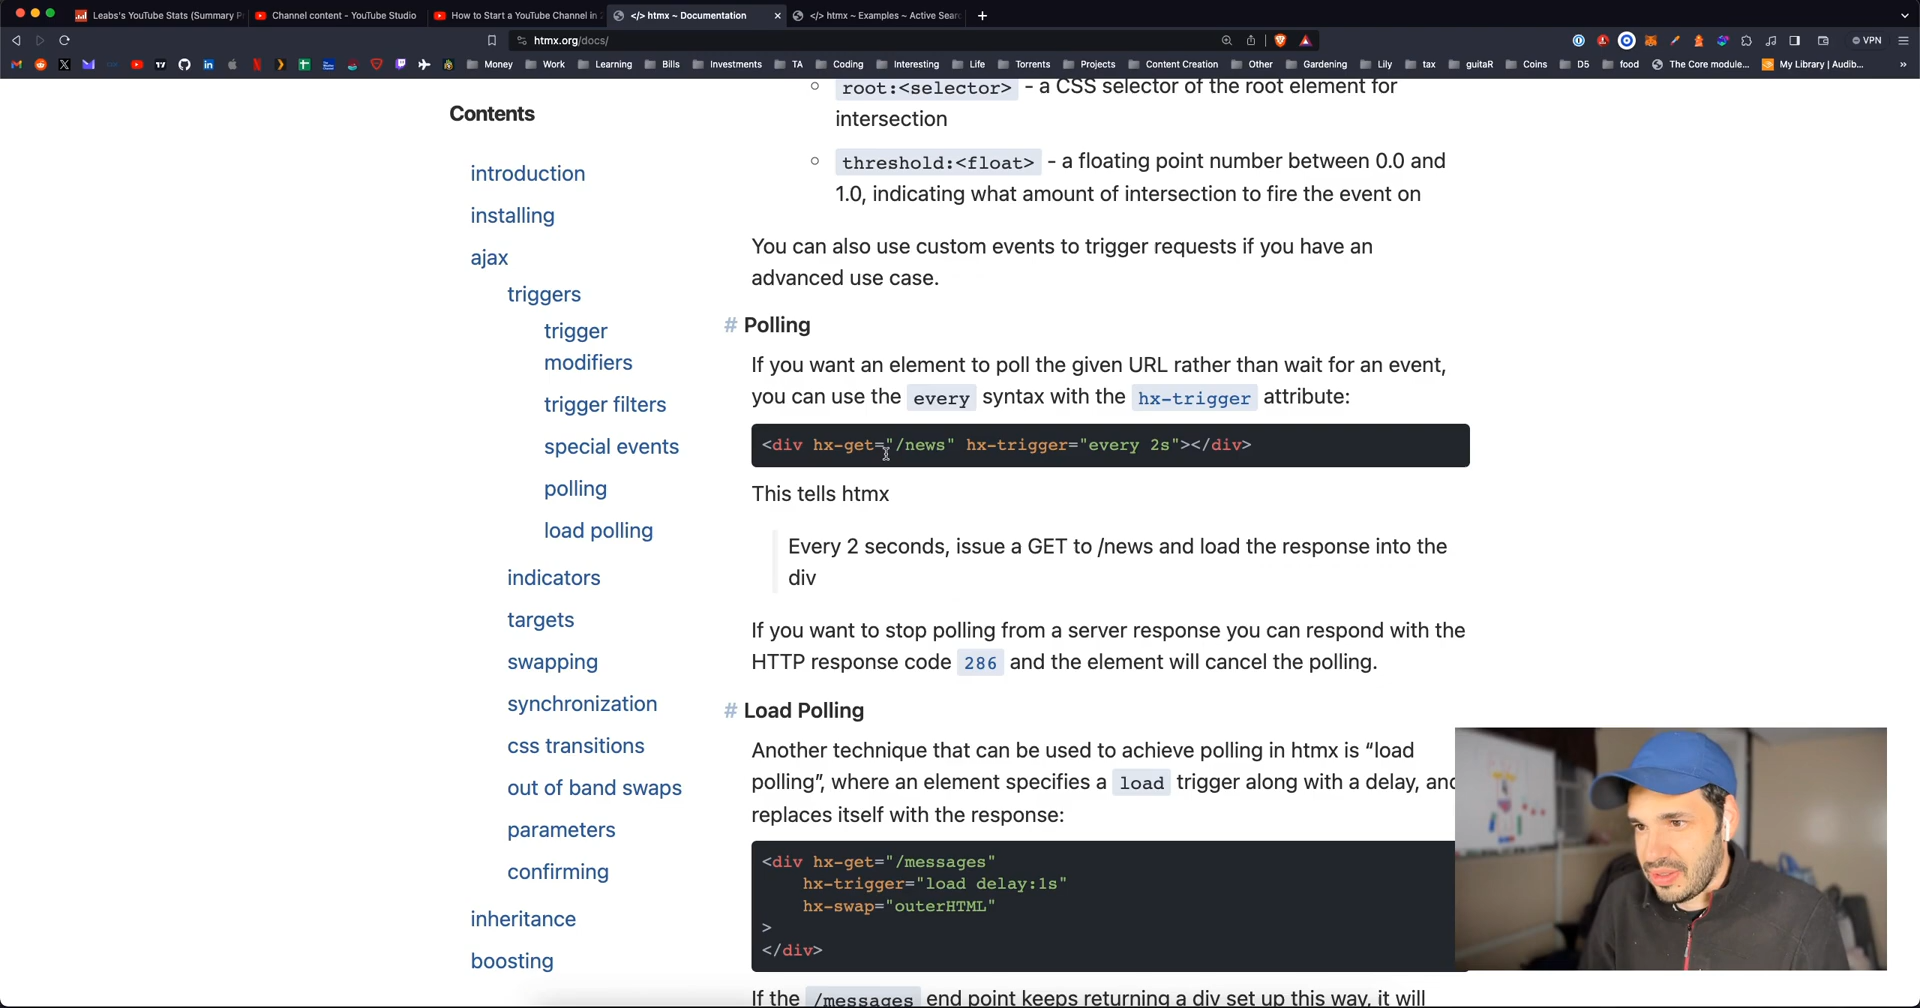 Leabs's YouTube Stats (Summary P
Channel content - YouTube Studio
How to Start a YouTube Channel in 2
</> htmx ~ Documentation
</> htmx ~ Examples ~ Active Searc
htmx.org/docs/
VPN
Money
Work
Learning
Bills
Investments
TA
Coding
Interesting
Life
Torrents
Projects
Content Creation
Other
Gardening
Lily
tax
guitaR
Coins
D5
food
The Core module...
My Library | Audib...
»
Contents
introduction
installing
ajax
triggers
trigger
modifiers
trigger filters
special events
polling
load polling
indicators
targets
swapping
synchronization
css transitions
out of band swaps
parameters
confirming
inheritance
boosting
root:<selector> - a CSS selector of the root element for
intersection
threshold:<float> - a floating point number between 0.0 and
1.0, indicating what amount of intersection to fire the event on
You can also use custom events to trigger requests if you have an
advanced use case.
# Polling
If you want an element to poll the given URL rather than wait for an event,
you can use the every syntax with the hx-trigger attribute:
<div hx-get="/news" hx-trigger="every 2s"></div>
This tells htmx
Every 2 seconds, issue a GET to /news and load the response into the
div
If you want to stop polling from a server response you can respond with the
HTTP response code 286 and the element will cancel the polling.
# Load Polling
Another technique that can be used to achieve polling in htmx is “load
polling”, where an element specifies a load trigger along with a delay, and
replaces itself with the response:
<div hx-get="/messages"
hx-trigger="load delay:1s"
hx-swap="outerHTML"
>
</div>
If the /messages end point keeps returning a div set up this way, it will